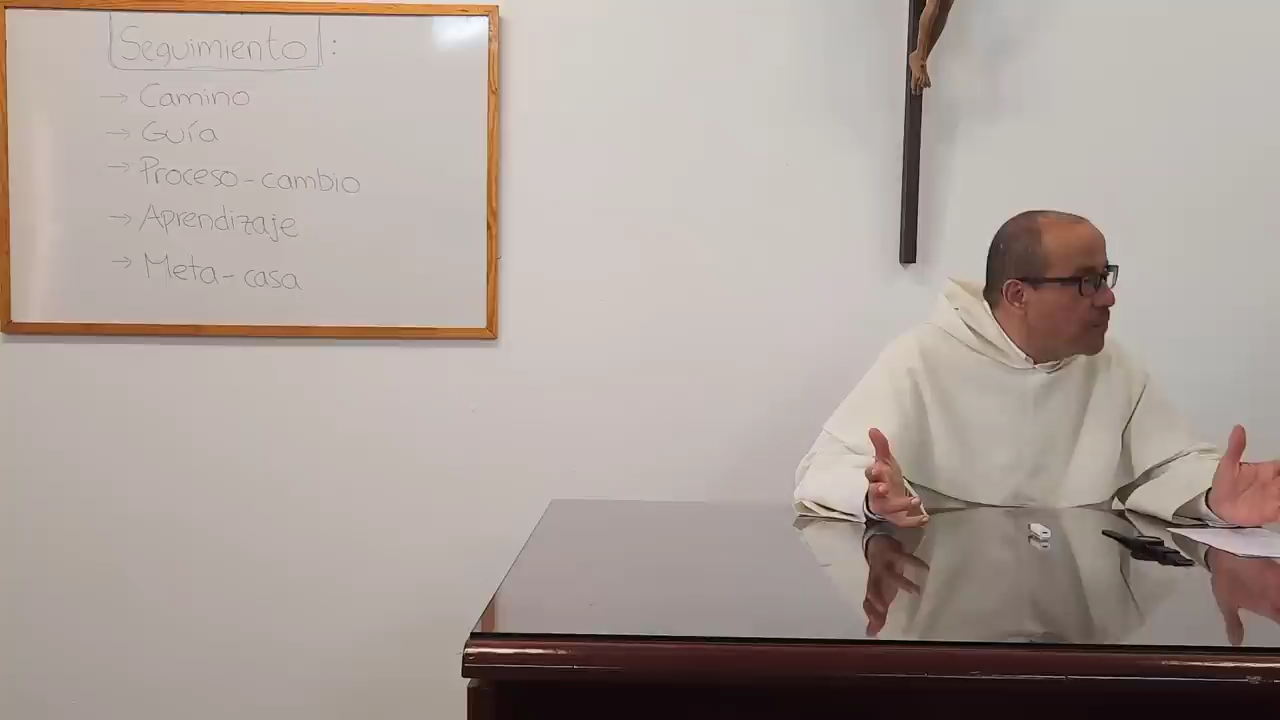 Seguimiento :
→ Camino
→ Guía
→ Proceso-cambio
→ Aprendizaje
→ Meta-casa